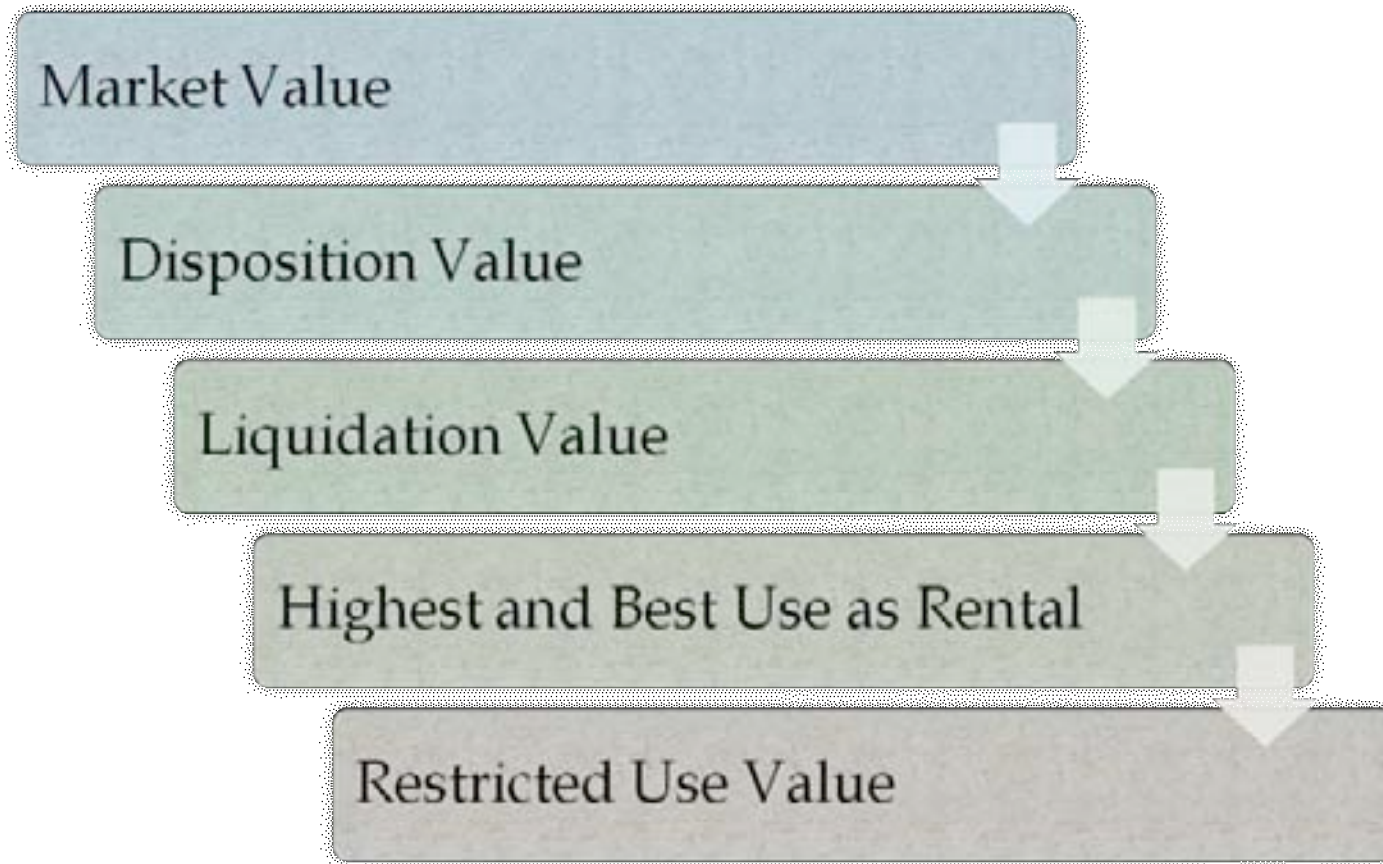 Market Value
Disposition Value
Liquidation Value
Highest and Best Use as Rental
Restricted Use Value